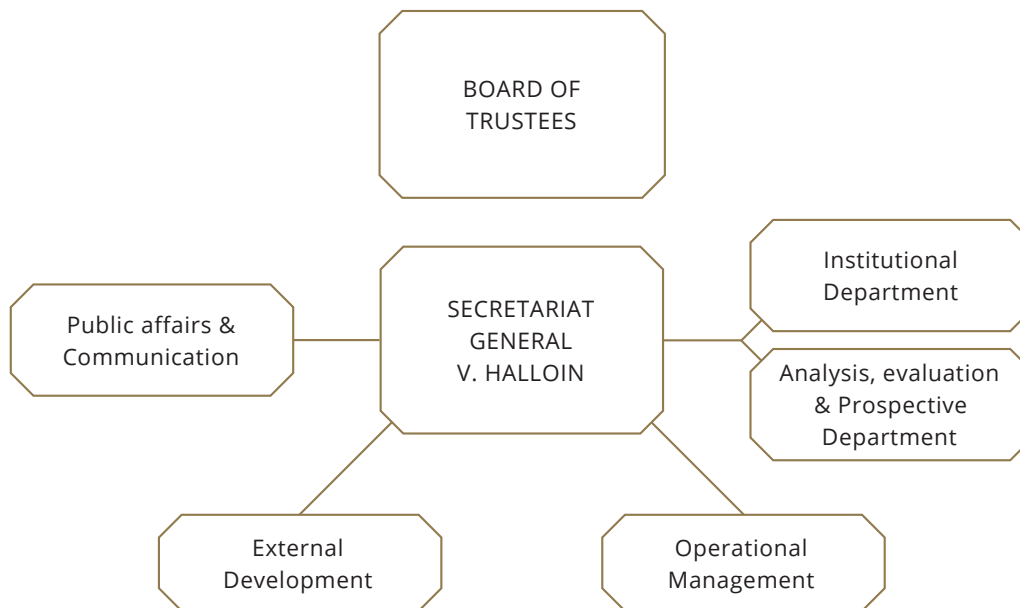 BOARD OF
TRUSTEES
SECRETARIAT
GENERAL
V. HALLOIN
Public affairs &
Communication
Institutional
Department
Analysis, evaluation
& Prospective
Department
External
Development
Operational
Management